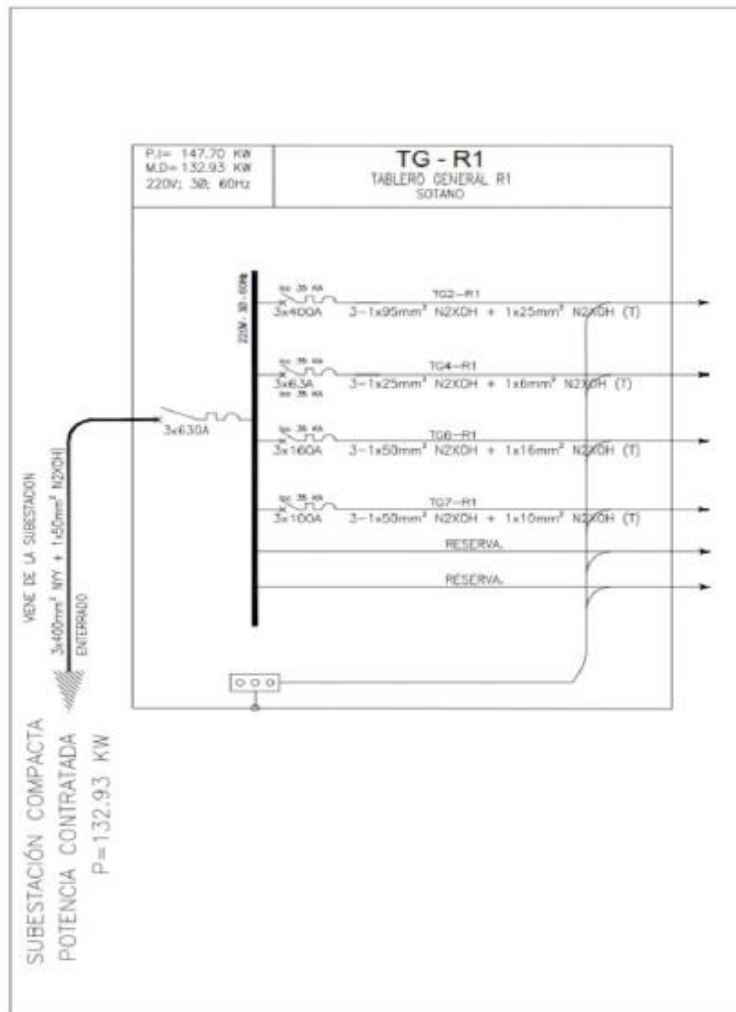 P.I= 147.70 KW
M.D= 132.93 KW
220V; 3Ø; 60Hz
TG - R1
TABLERO GENERAL R1
SOTANO
220V - 3Ø - 60Hz
Icc 35 KA
TG2-R1
3x400A
3-1x95mm² N2XOH + 1x25mm² N2XOH (T)
Icc 35 KA
TG4-R1
3x63A
3-1x25mm² N2XOH + 1x6mm² N2XOH (T)
Icc 35 KA
3x630A
Icc 35 KA
TG6-R1
3x160A
3-1x50mm² N2XOH + 1x16mm² N2XOH (T)
Icc 35 KA
TG7-R1
3x100A
3-1x50mm² N2XOH + 1x10mm² N2XOH (T)
RESERVA.
RESERVA.
VIENE DE LA SUBESTACION
3x400mm² NYY + 1x50mm² N2XOH)
ENTERRADO
SUBESTACIÓN COMPACTA
POTENCIA CONTRATADA
P=132.93 KW